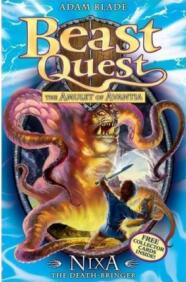 ADAM BLADE
Beast
Quest
THE AMULET OF AVANTIA
FREE
COLLECTOR
CARDS
INSIDE!
NIXA
THE DEATH-BRINGER